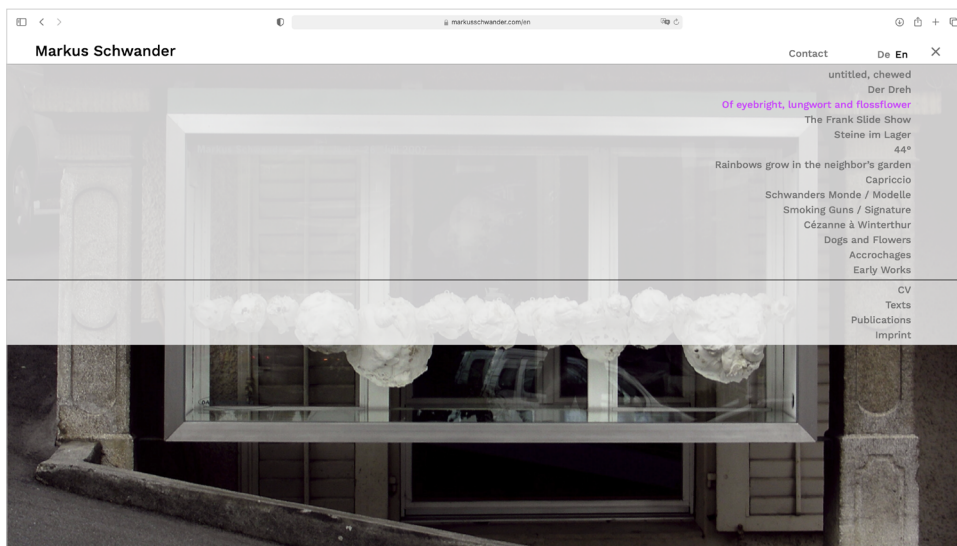 markusschwander.com/en
Markus Schwander
Contact
De En
untitled, chewed
Der Dreh
Of eyebright, lungwort and flossflower
The Frank Slide Show
Steine im Lager
44°
Rainbows grow in the neighbor's garden
Capriccio
Schwanders Monde / Modelle
Smoking Guns / Signature
Cézanne à Winterthur
Dogs and Flowers
Accrochages
Early Works
CV
Texts
Publications
Imprint